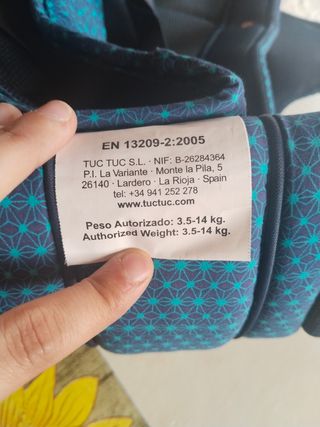 EN 13209-2:2005
TUC TUC S.L. · NIF: B-26284364
P.I. La Variante · Monte la Pila, 5
26140 · Lardero · La Rioja · Spain
tel: +34 941 252 278
www.tuctuc.com
Peso Autorizado: 3.5-14 kg.
Authorized Weight: 3.5-14 kg.